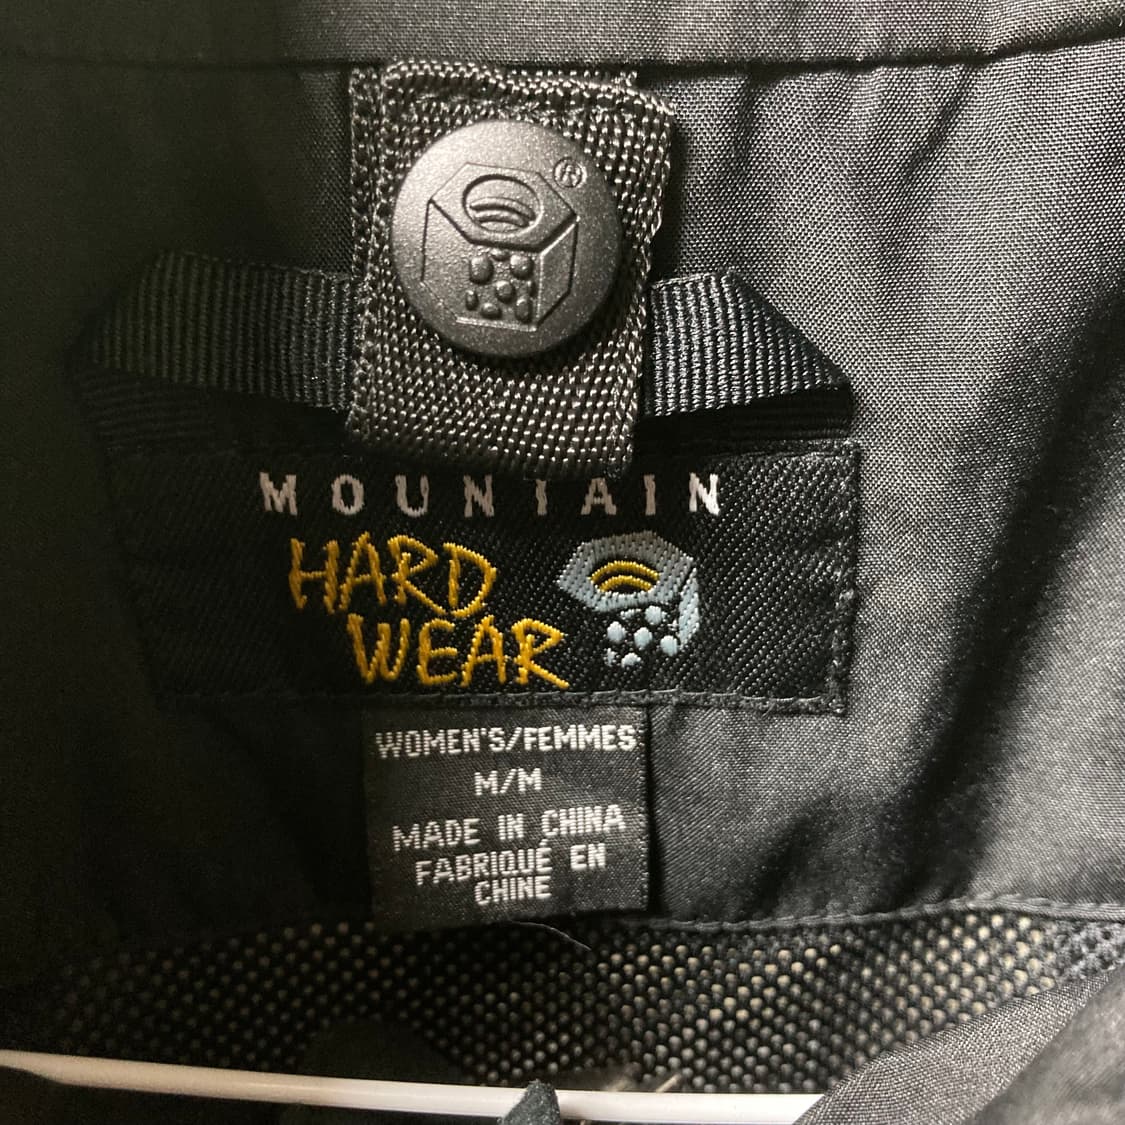 ®
MOUNTAIN
HARD
WEAR
WOMEN'S/FEMMES
M/M
MADE IN CHINA
FABRIQUÉ EN
CHINE